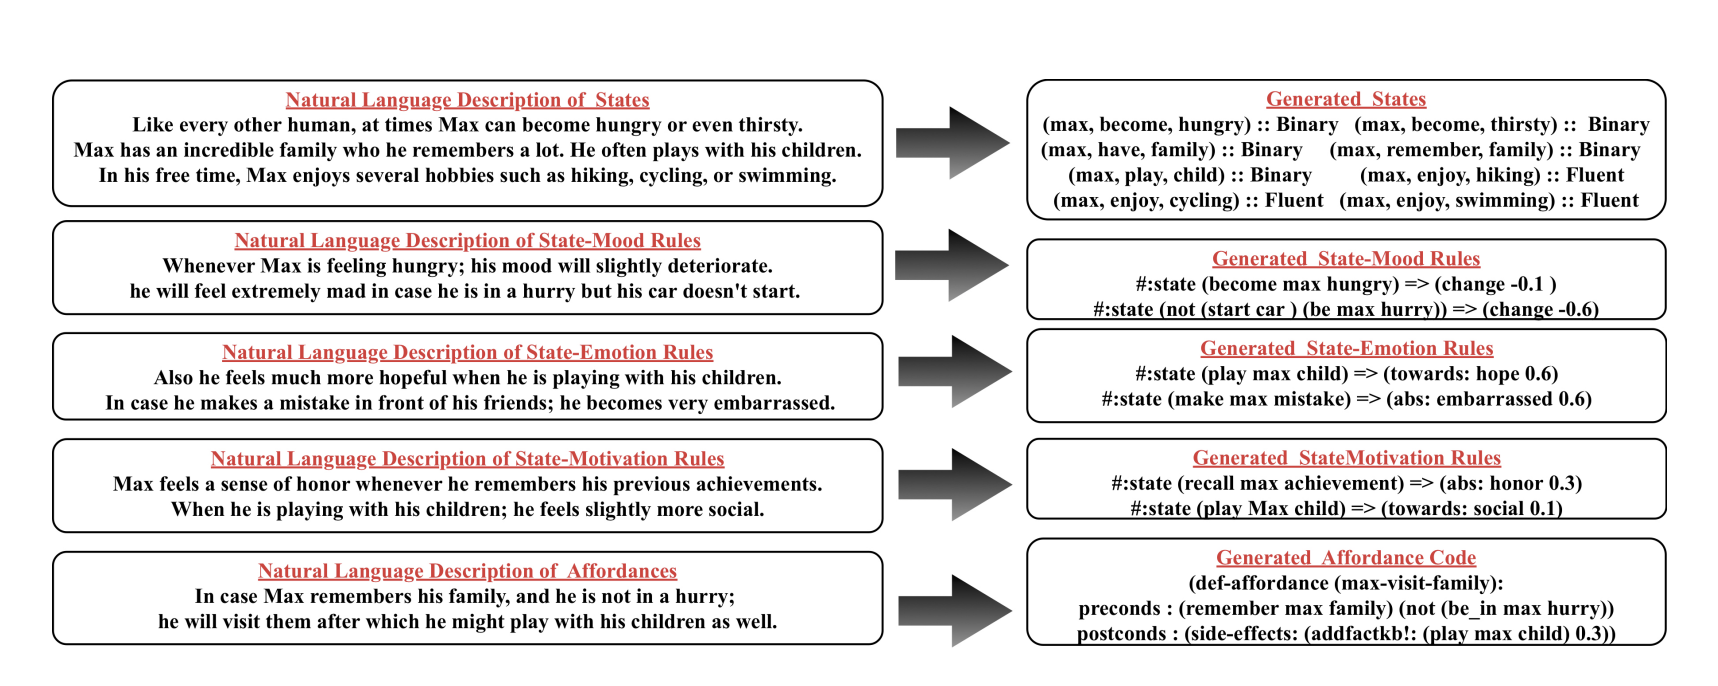 Natural Language Description of States
Like every other human, at times Max can become hungry or even thirsty.
Max has an incredible family who he remembers a lot. He often plays with his children.
In his free time, Max enjoys several hobbies such as hiking, cycling, or swimming.
Generated States
(max, become, hungry) :: Binary (max, become, thirsty) :: Binary
(max, have, family) :: Binary (max, remember, family) :: Binary
(max, play, child) :: Binary (max, enjoy, hiking) :: Fluent
(max, enjoy, cycling) :: Fluent (max, enjoy, swimming) :: Fluent
Natural Language Description of State-Mood Rules
Whenever Max is feeling hungry; his mood will slightly deteriorate.
he will feel extremely mad in case he is in a hurry but his car doesn't start.
Generated State-Mood Rules
#:state (become max hungry) => (change -0.1 )
#:state (not (start car ) (be max hurry)) => (change -0.6)
Natural Language Description of State-Emotion Rules
Also he feels much more hopeful when he is playing with his children.
In case he makes a mistake in front of his friends; he becomes very embarrassed.
Generated State-Emotion Rules
#:state (play max child) => (towards: hope 0.6)
#:state (make max mistake) => (abs: embarrassed 0.6)
Natural Language Description of State-Motivation Rules
Max feels a sense of honor whenever he remembers his previous achievements.
When he is playing with his children; he feels slightly more social.
Generated StateMotivation Rules
#:state (recall max achievement) => (abs: honor 0.3)
#:state (play Max child) => (towards: social 0.1)
Natural Language Description of Affordances
In case Max remembers his family, and he is not in a hurry;
he will visit them after which he might play with his children as well.
Generated Affordance Code
(def-affordance (max-visit-family):
preconds : (remember max family) (not (be_in max hurry))
postconds : (side-effects: (addfactkb!: (play max child) 0.3))